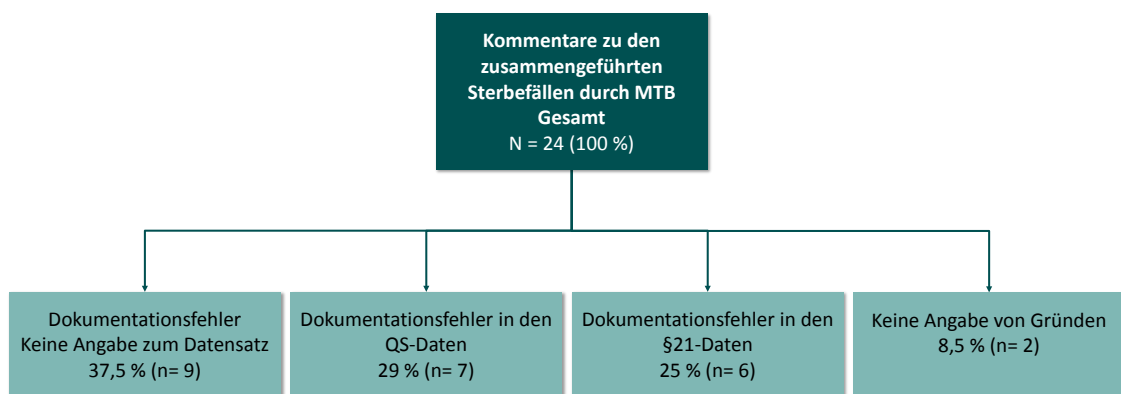 Kommentare zu den
zusammengeführten
Sterbefällen durch MTB
Gesamt
N = 24 (100 %)
Dokumentationsfehler
Keine Angabe zum Datensatz
37,5 % (n= 9)
Dokumentationsfehler in den
QS-Daten
29 % (n= 7)
Dokumentationsfehler in den
§21-Daten
25 % (n= 6)
Keine Angabe von Gründen
8,5 % (n= 2)